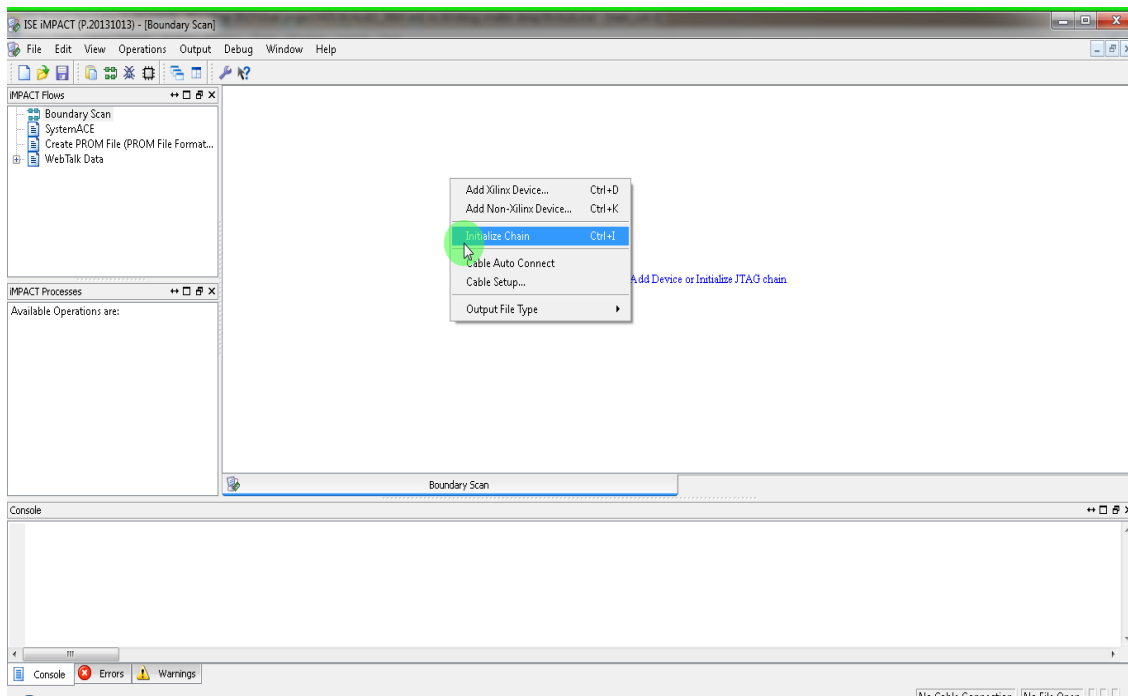 ISE iMPACT (P.20131013) - [Boundary Scan]
File Edit View Operations Output Debug Window Help
iMPACT Flows
Boundary Scan
SystemACE
Create PROM File (PROM File Format...
WebTalk Data
Add Xilinx Device... Ctrl+D
Add Non-Xilinx Device... Ctrl+K
Initialize Chain Ctrl+I
Cable Auto Connect
Cable Setup...
Output File Type
Add Device or Initialize JTAG chain
iMPACT Processes
Available Operations are:
Boundary Scan
Console
Console Errors Warnings
No Cable Connection No File Open